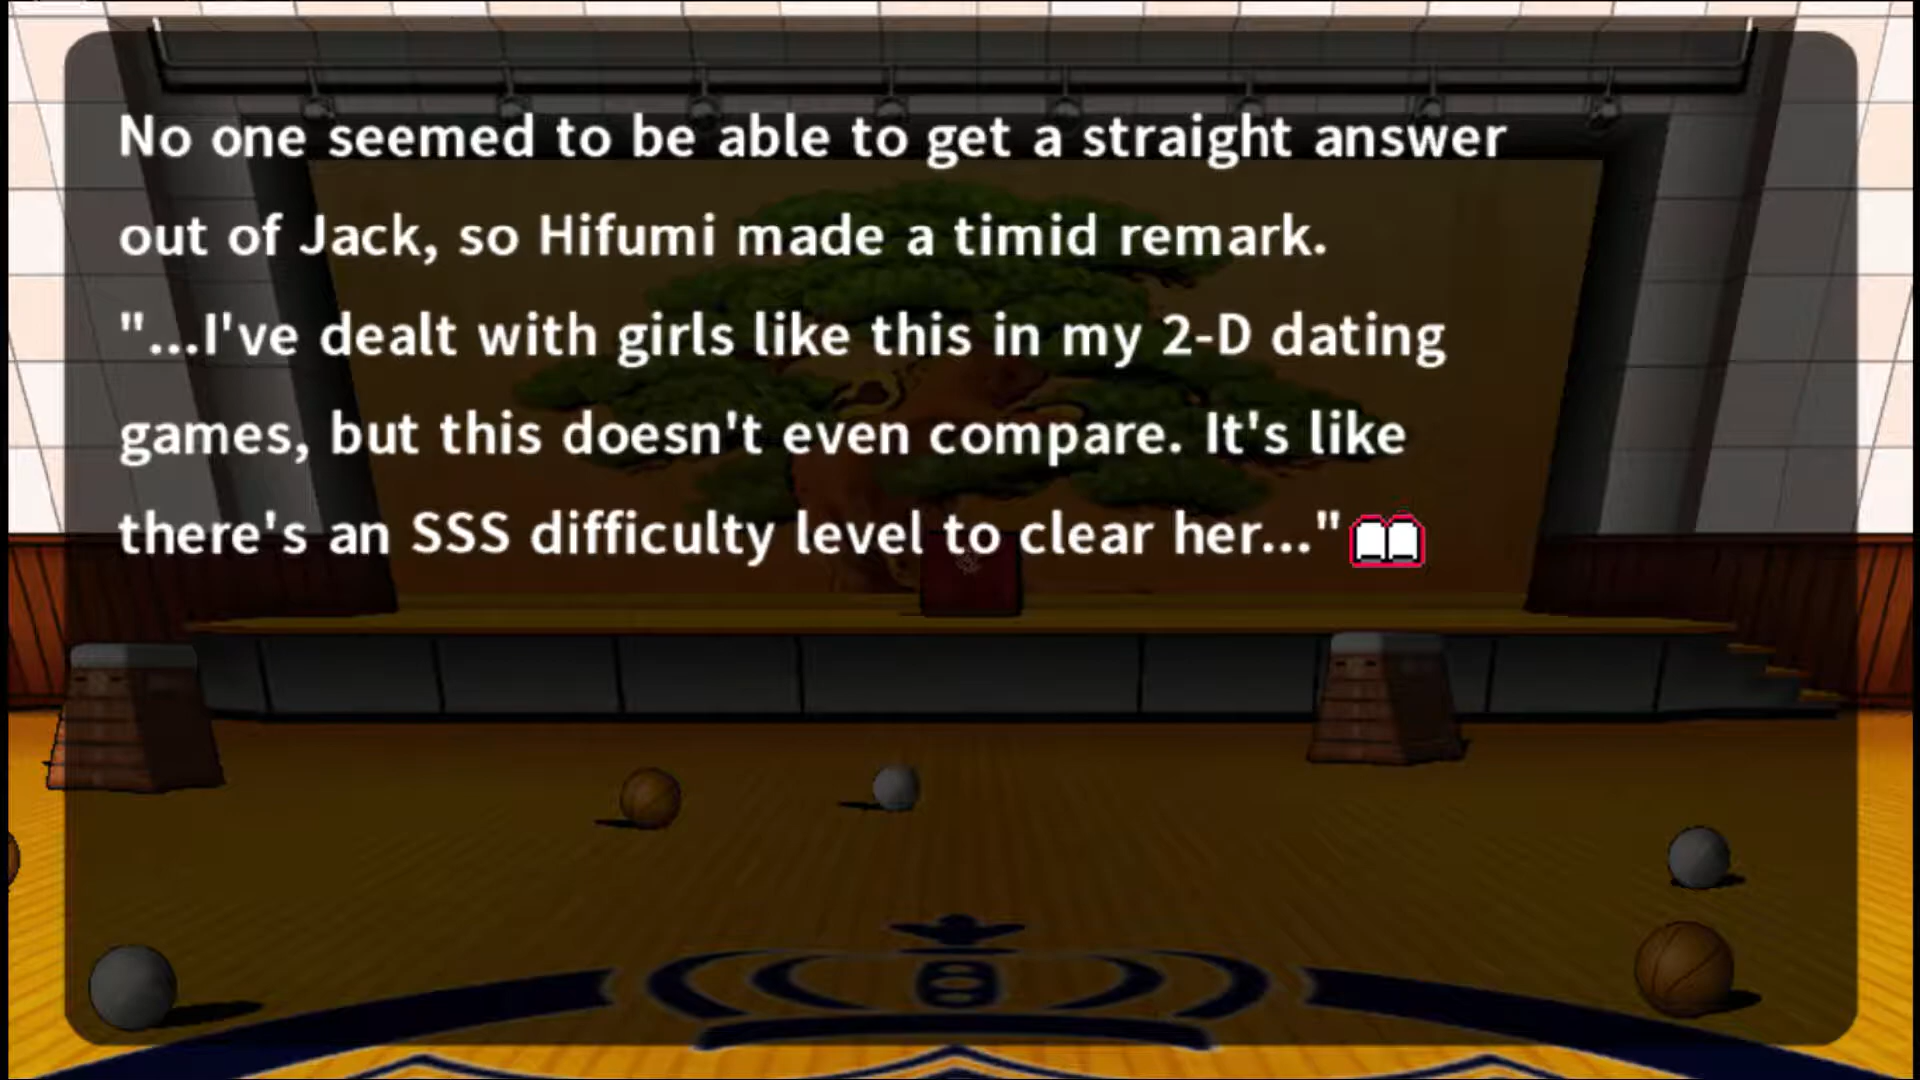 No one seemed to be able to get a straight answer
out of Jack, so Hifumi made a timid remark.
"...I've dealt with girls like this in my 2-D dating
games, but this doesn't even compare. It's like
there's an SSS difficulty level to clear her..."